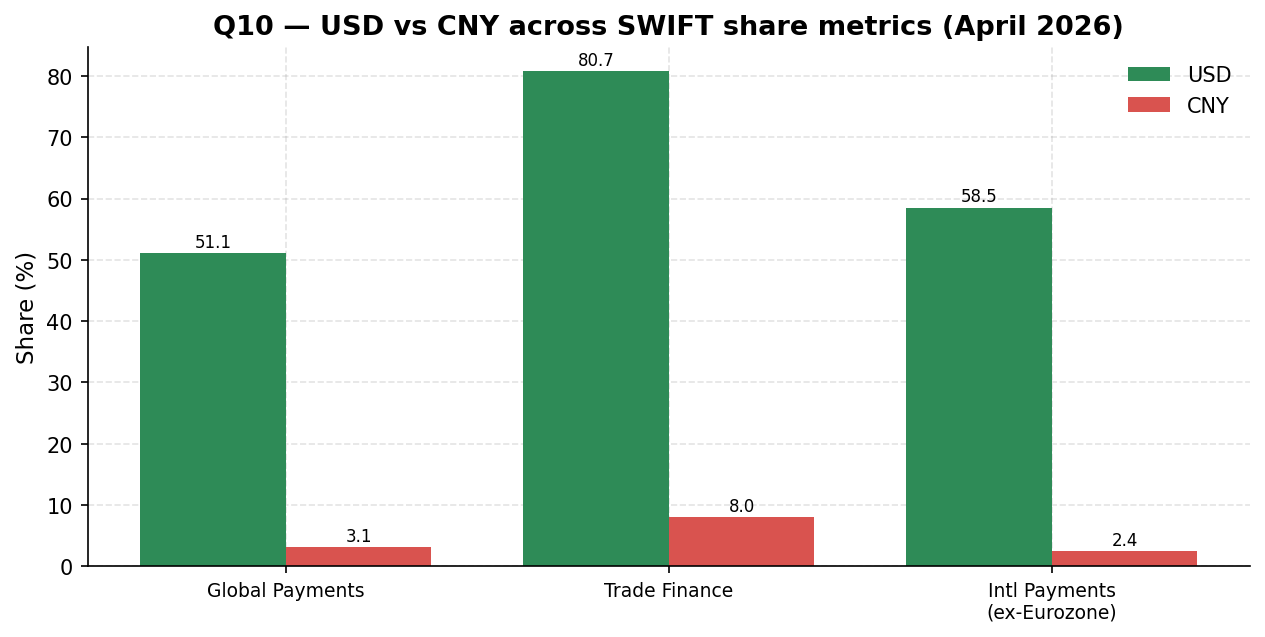 Q10 — USD vs CNY across SWIFT share metrics (April 2026)
USD
CNY
Share (%)
80
70
60
50
40
30
20
10
0
51.1
3.1
80.7
8.0
58.5
2.4
Global Payments
Trade Finance
Intl Payments
(ex-Eurozone)